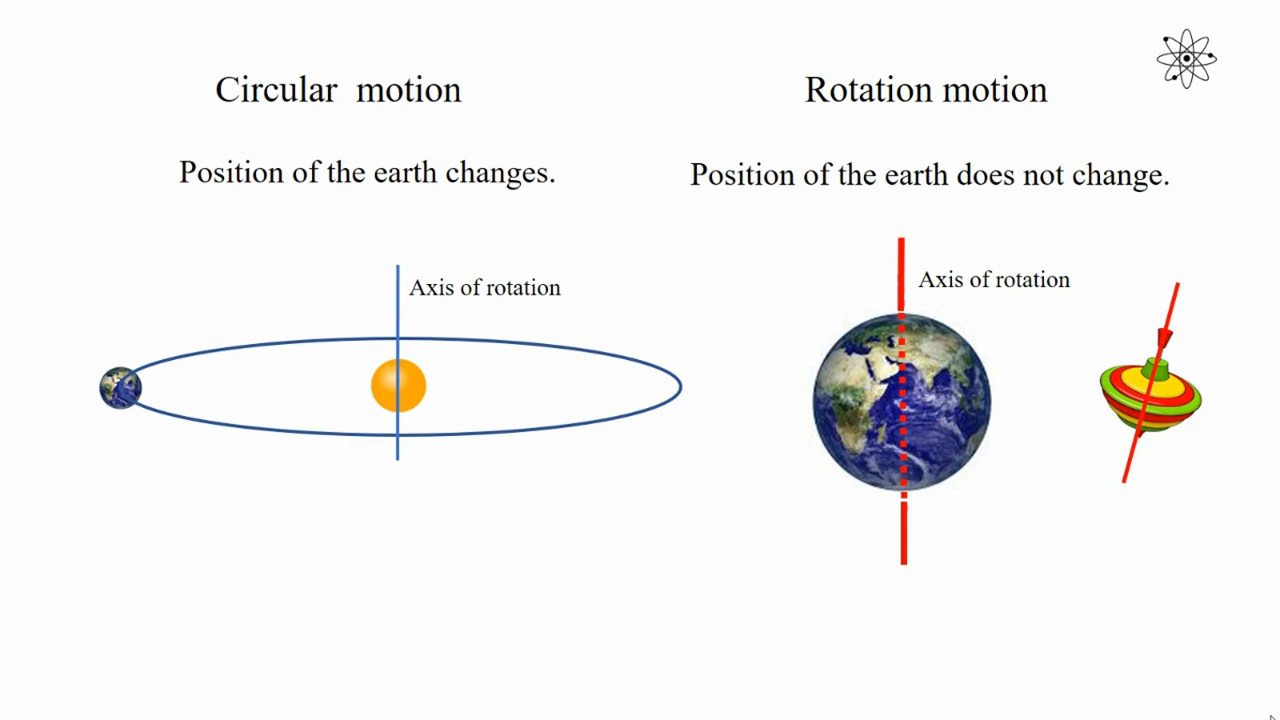 Circular motion
Position of the earth changes.
Axis of rotation
Rotation motion
Position of the earth does not change.
Axis of rotation